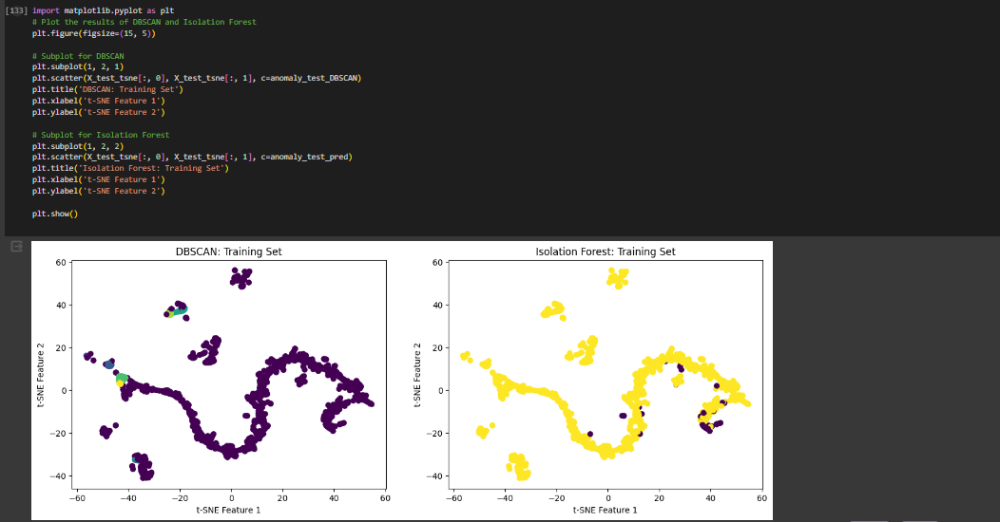 [133] import matplotlib.pyplot as plt
# Plot the results of DBSCAN and Isolation Forest
plt.figure(figsize=(15, 5))
# Subplot for DBSCAN
plt.subplot(1, 2, 1)
plt.scatter(X_test_tsne[:, 0], X_test_tsne[:, 1], c=anomaly_test_DBSCAN)
plt.title('DBSCAN: Training Set')
plt.xlabel('t-SNE Feature 1')
plt.ylabel('t-SNE Feature 2')
# Subplot for Isolation Forest
plt.subplot(1, 2, 2)
plt.scatter(X_test_tsne[:, 0], X_test_tsne[:, 1], c=anomaly_test_pred)
plt.title('Isolation Forest: Training Set')
plt.xlabel('t-SNE Feature 1')
plt.ylabel('t-SNE Feature 2')
plt.show()
DBSCAN: Training Set
t-SNE Feature 2
60
40
20
0
−20
−40
−60 −40 −20 0 20 40 60
t-SNE Feature 1
Isolation Forest: Training Set
t-SNE Feature 2
60
40
20
0
−20
−40
−60 −40 −20 0 20 40 60
t-SNE Feature 1